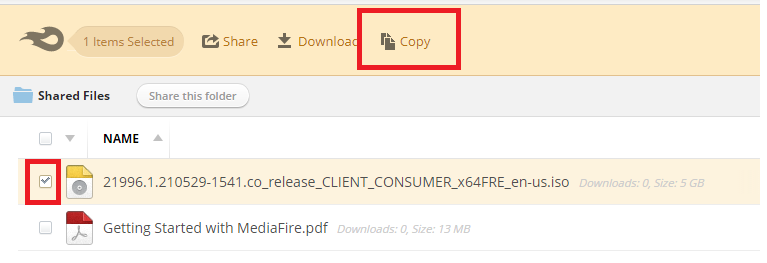 1 Items Selected Share Download Copy
Shared Files Share this folder
NAME
21996.1.210529-1541.co_release_CLIENT_CONSUMER_x64FRE_en-us.iso Downloads: 0, Size: 5 GB
Getting Started with MediaFire.pdf Downloads: 0, Size: 13 MB